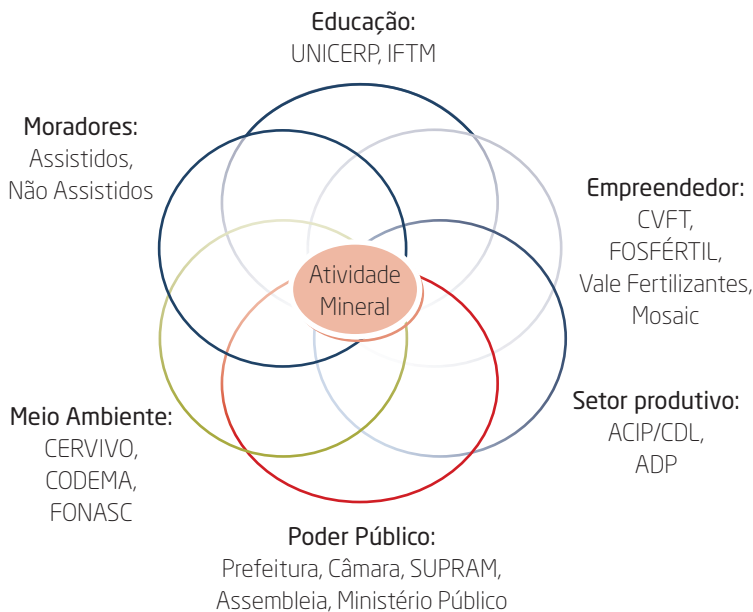 Educação:
UNICERP, IFTM
Moradores:
Assistidos,
Não Assistidos
Empreendedor:
CVFT,
FOSFÉRTIL,
Vale Fertilizantes,
Mosaic
Atividade
Mineral
Setor produtivo:
ACIP/CDL,
ADP
Meio Ambiente:
CERVIVO,
CODEMA,
FONASC
Poder Público:
Prefeitura, Câmara, SUPRAM,
Assembleia, Ministério Público